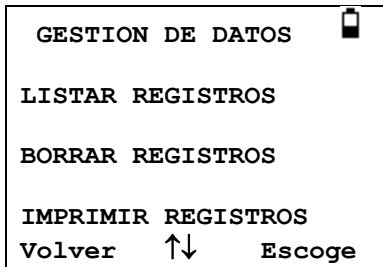 GESTION DE DATOS
LISTAR REGISTROS
BORRAR REGISTROS
IMPRIMIR REGISTROS
Volver ↑↓ Escoge